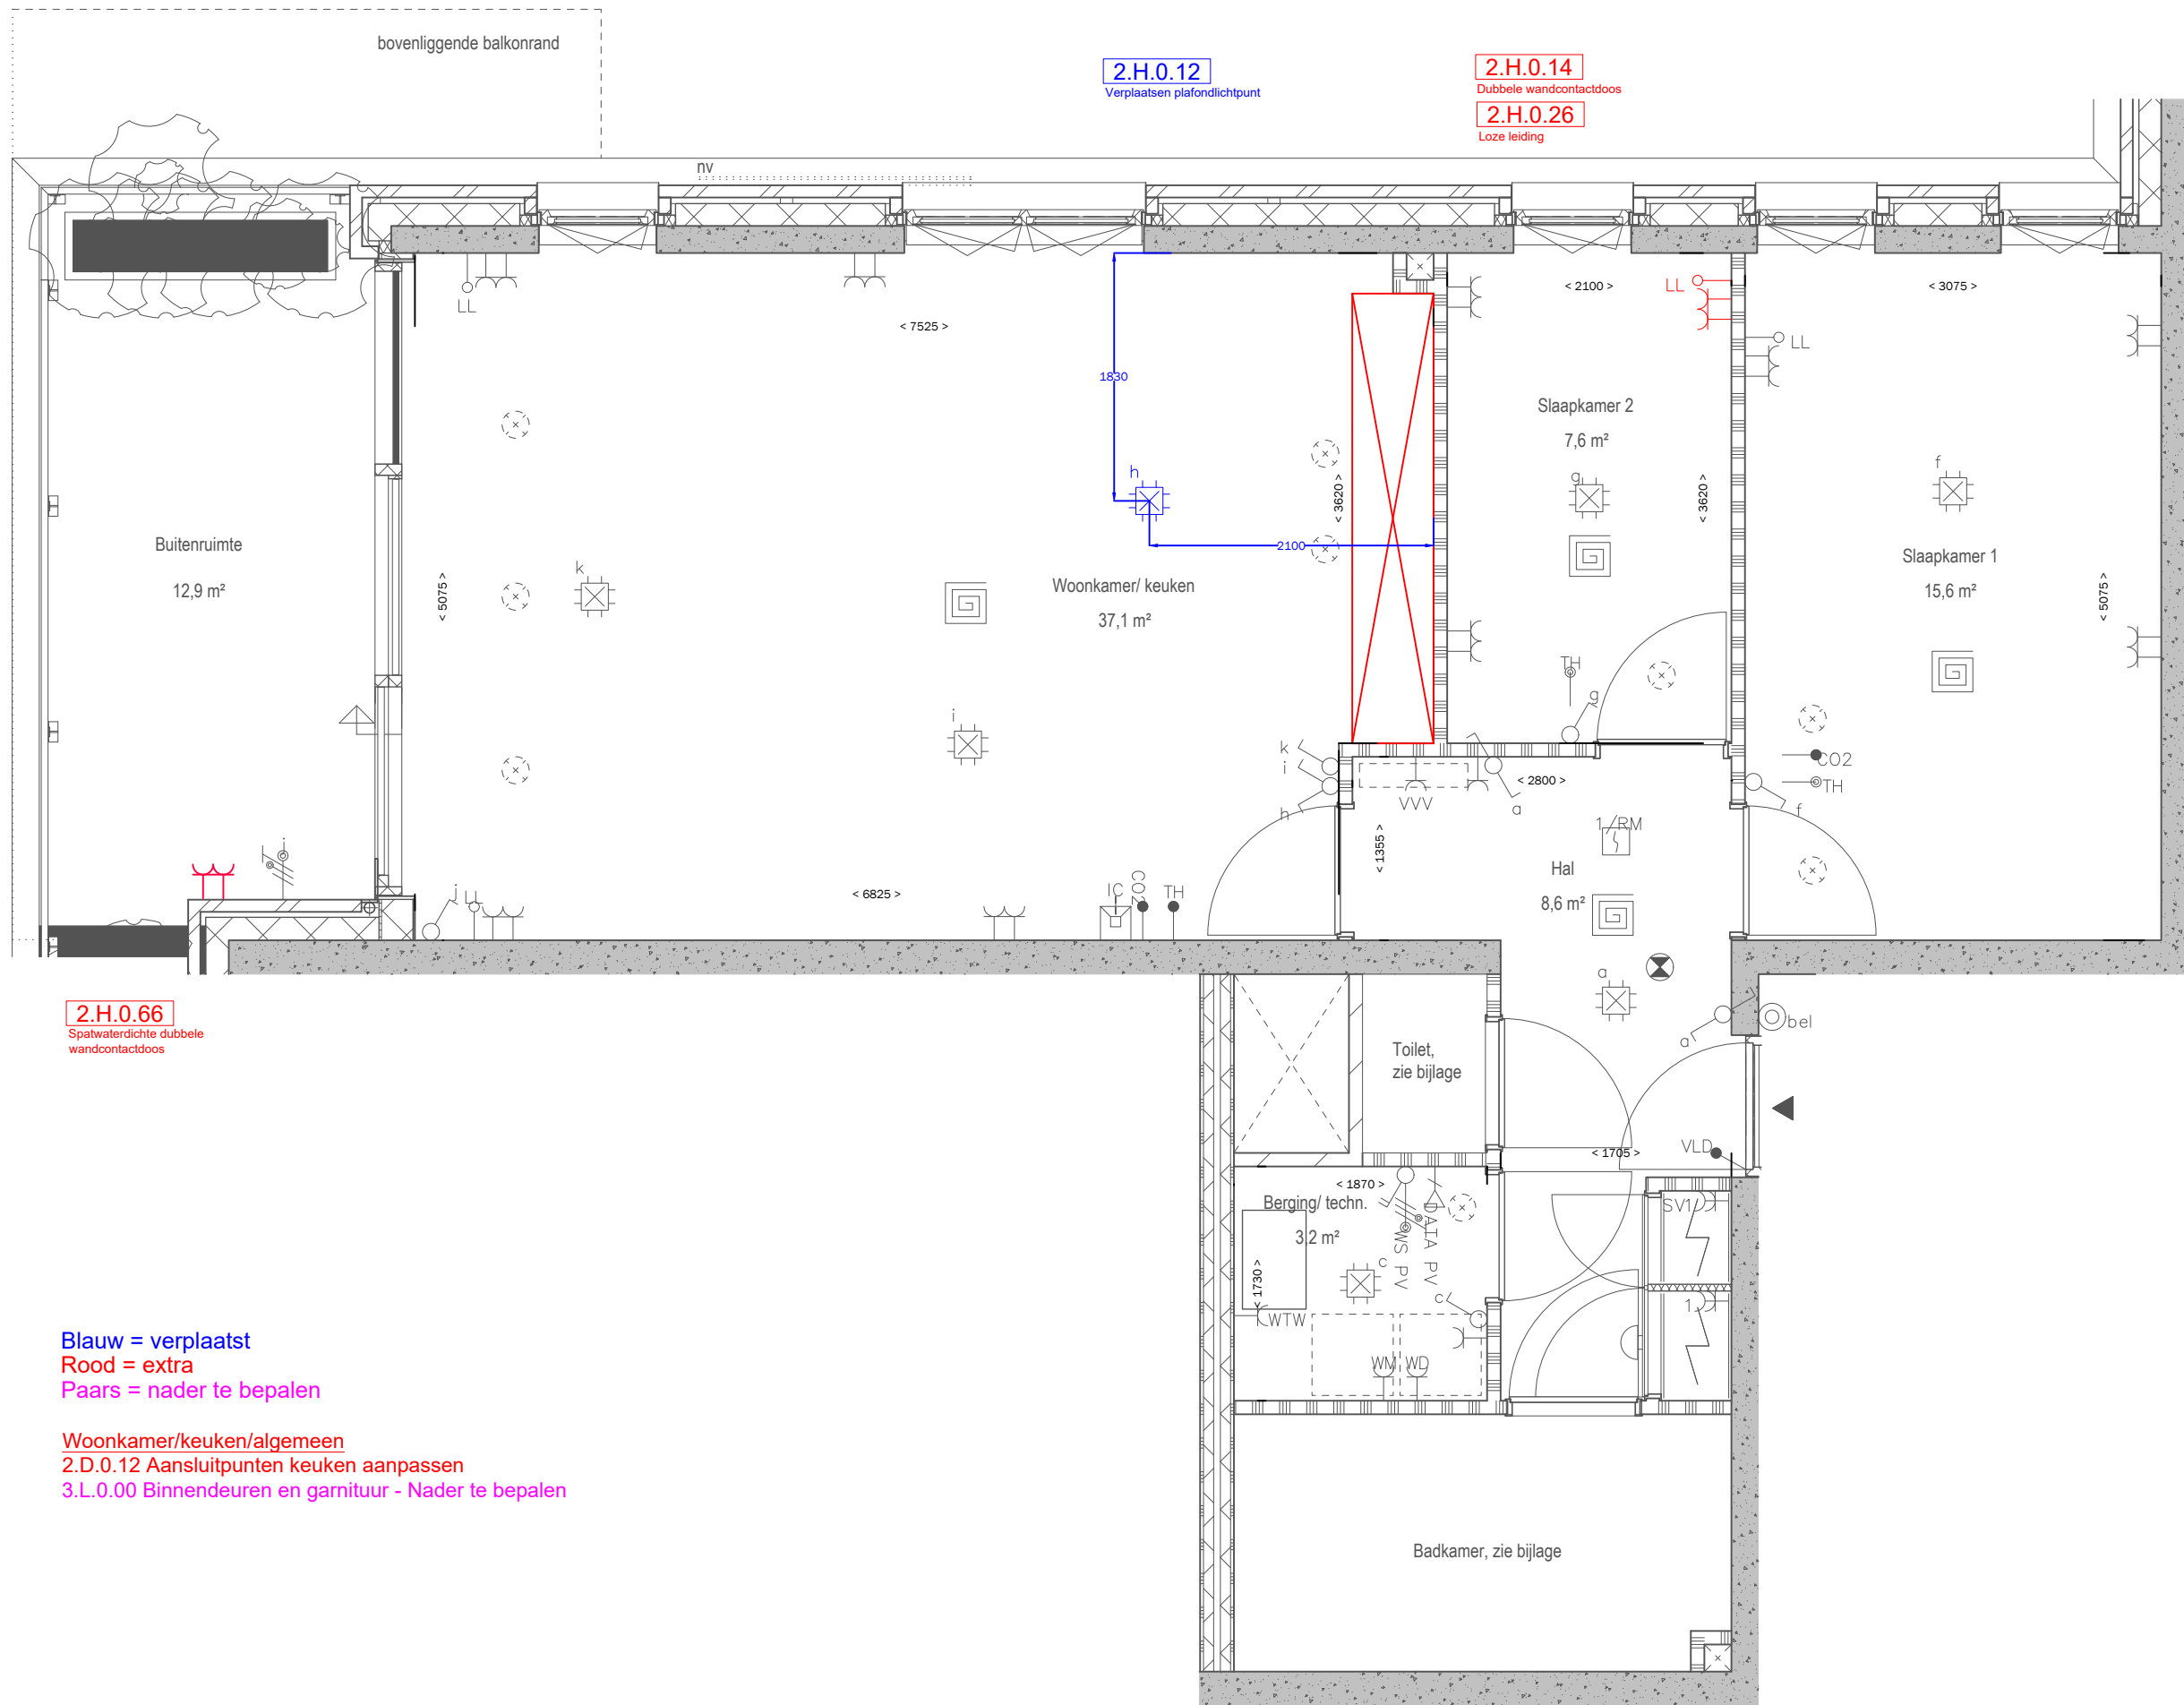 bovenliggende balkonrand
2.H.0.12
Verplaatsen plafondlichtpunt
2.H.0.14
Dubbele wandcontactdoos
2.H.0.26
Loze leiding
nv
LL
< 7525 >
1830
< 2100 >
LL
< 3075 >
LL
Slaapkamer 2
7,6 m²
h
< 3620 >
g
< 3620 >
f
2100
Buitenruimte
12,9 m²
k
< 5075 >
Woonkamer/ keuken
37,1 m²
Slaapkamer 1
15,6 m²
< 5075 >
TH
g
i
k
i
h
VVV
< 2800 >
a
CO2
TH
f
< 1355 >
1/RM
Hal
8,6 m²
i
j
LL
< 6825 >
IC
CO2
TH
a
a
bel
2.H.0.66
Spatwaterdichte dubbele
wandcontactdoos
Toilet,
zie bijlage
VLD
< 1705 >
< 1870 >
Berging/ techn.
3,2 m²
WS PV
DATA PV
SV1
c
< 1730 >
c
WTW
1
WM
WD
Blauw = verplaatst
Rood = extra
Paars = nader te bepalen
Woonkamer/keuken/algemeen
2.D.0.12 Aansluitpunten keuken aanpassen
3.L.0.00 Binnendeuren en garnituur - Nader te bepalen
Badkamer, zie bijlage